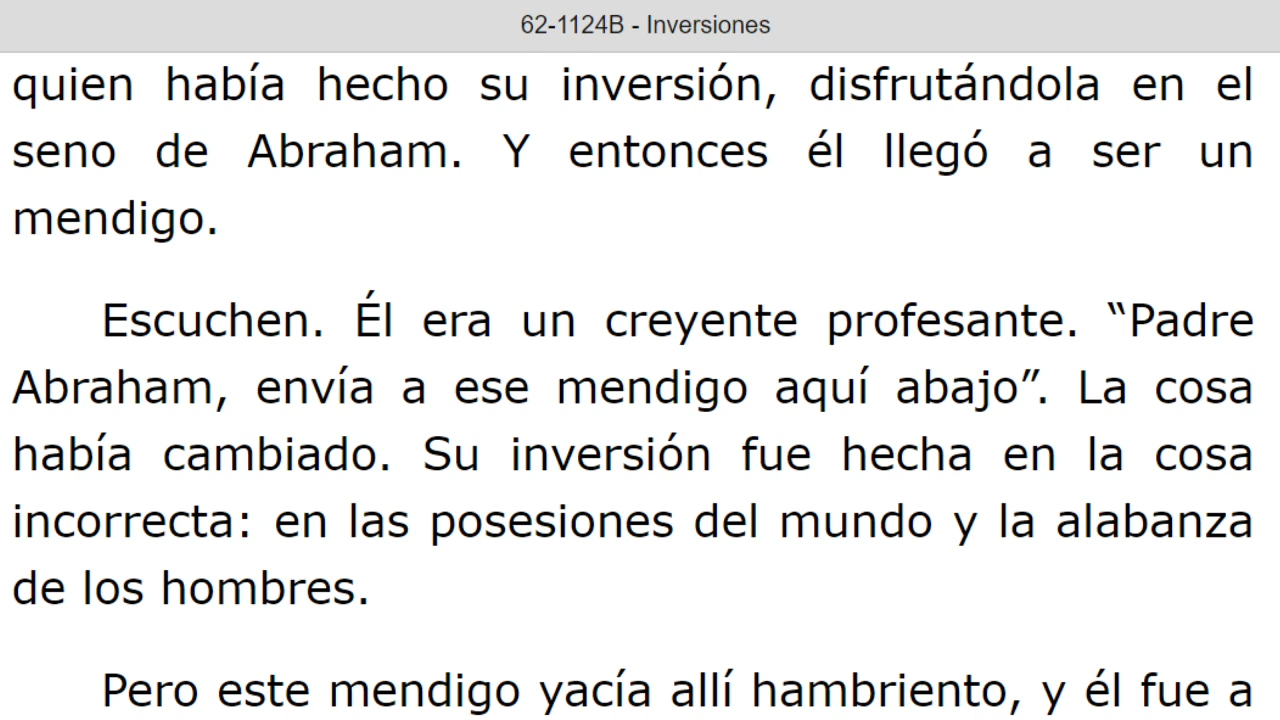 62-1124B - Inversiones
quien había hecho su inversión, disfrutándola en el
seno de Abraham. Y entonces él llegó a ser un
mendigo.
Escuchen. Él era un creyente profesante. “Padre
Abraham, envía a ese mendigo aquí abajo”. La cosa
había cambiado. Su inversión fue hecha en la cosa
incorrecta: en las posesiones del mundo y la alabanza
de los hombres.
Pero este mendigo yacía allí hambriento, y él fue a